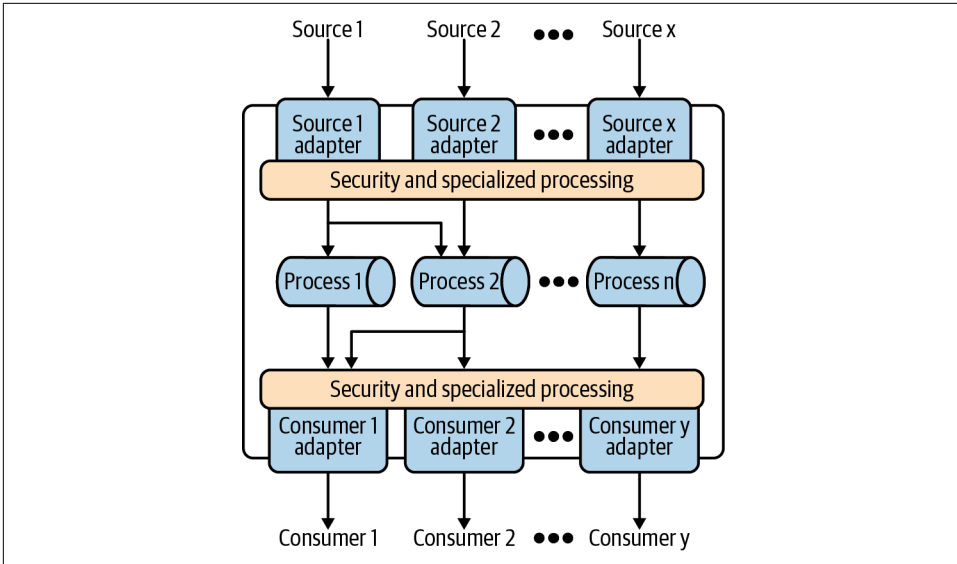 Source 1
Source 2
Source x
Source 1
adapter
Source 2
adapter
Source x
adapter
Security and specialized processing
Process 1
Process 2
Process n
Security and specialized processing
Consumer 1
adapter
Consumer 2
adapter
Consumer y
adapter
Consumer 1
Consumer 2
Consumer y